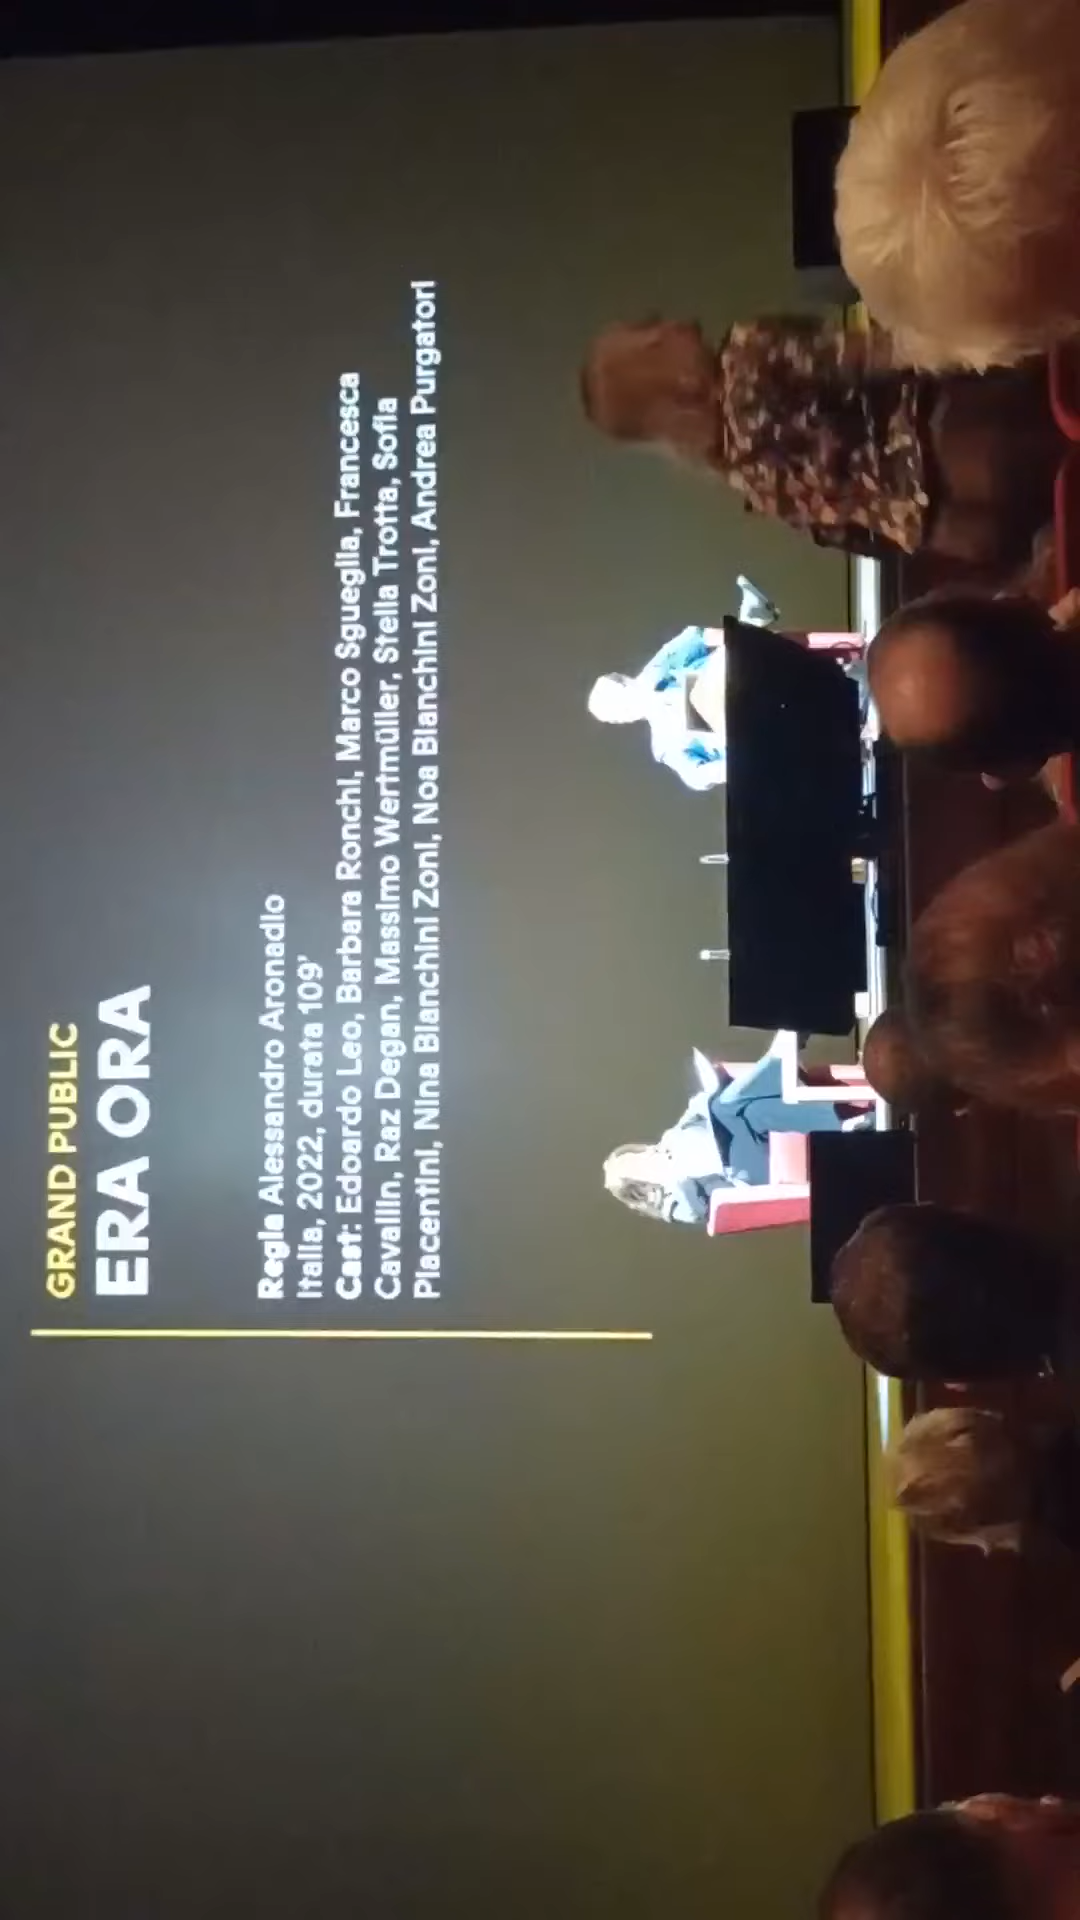 GRAND PUBLIC
ERA ORA
Regia Alessandro Aronadio
Italia, 2022, durata 109'
Cast: Edoardo Leo, Barbara Ronchi, Marco Sgueglia, Francesca
Cavallin, Raz Degan, Massimo Wertmüller, Stella Trotta, Sofia
Piacentini, Nina Bianchini Zoni, Noa Bianchini Zoni, Andrea Purgatori